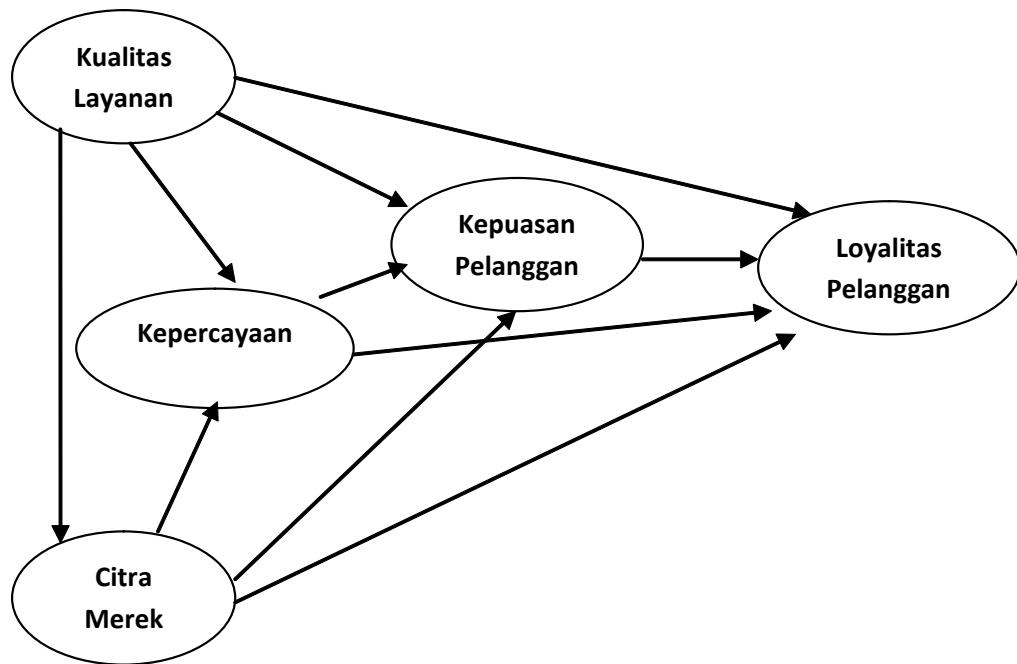 Kualitas
Layanan
Kepuasan
Pelanggan
Loyalitas
Pelanggan
Kepercayaan
Citra
Merek